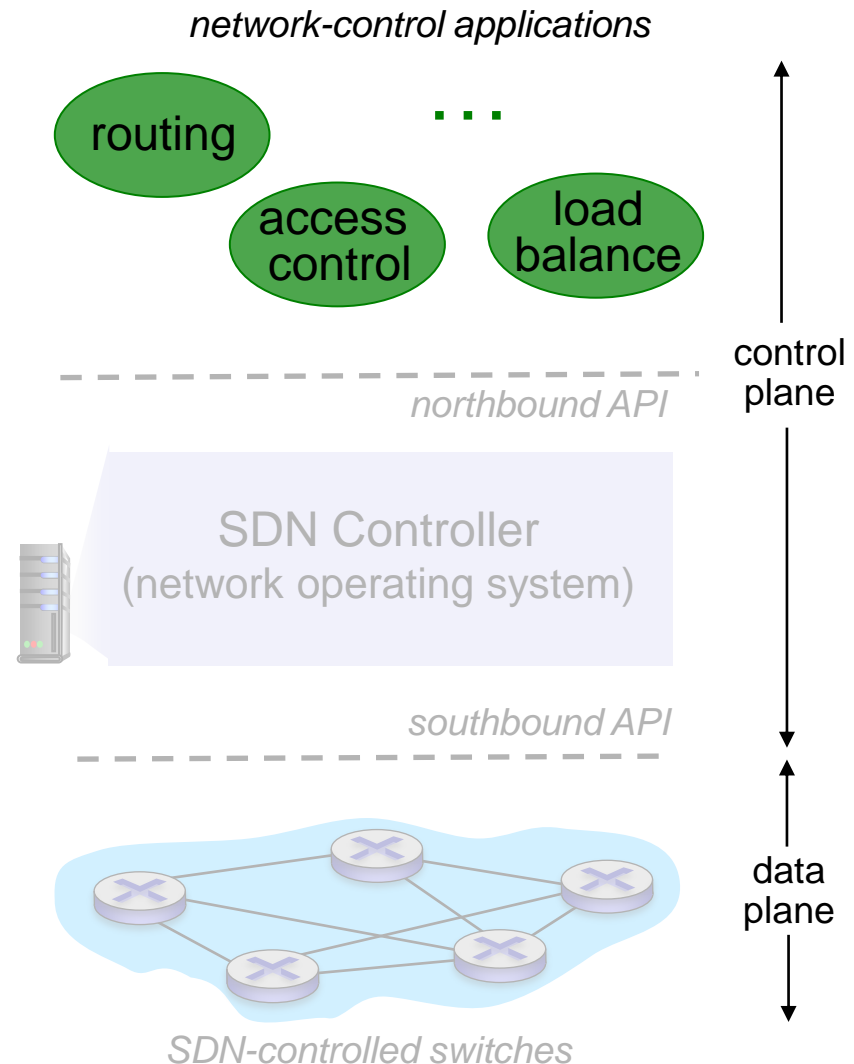 network-control applications
routing
...
access
control
load
balance
control
plane
northbound API
SDN Controller
(network operating system)
southbound API
data
plane
SDN-controlled switches